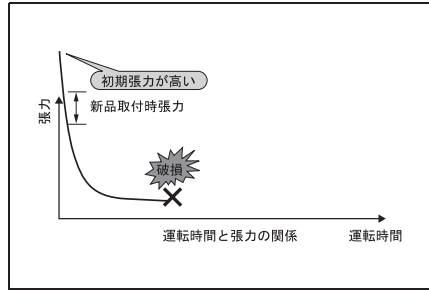 初期張力が高い
新品取付時張力
張力
破損
運転時間と張力の関係
運転時間